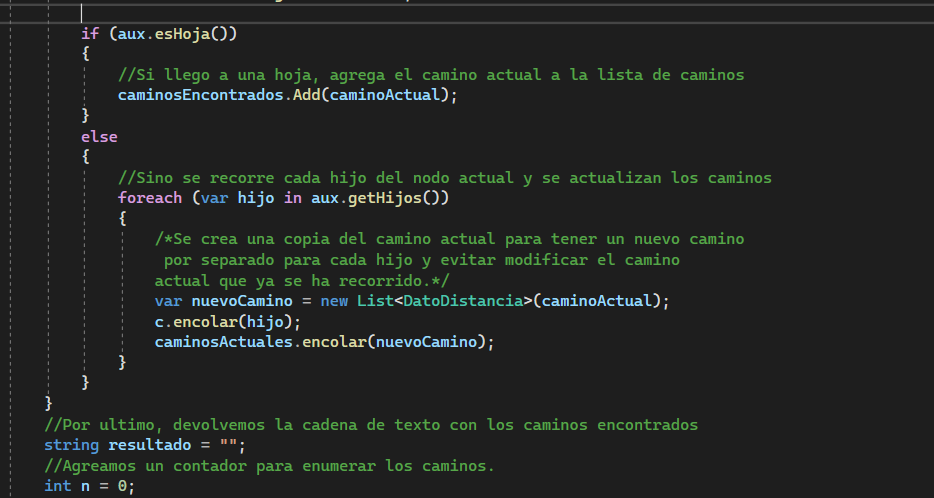 if (aux.esHoja())
{
//Si llego a una hoja, agrega el camino actual a la lista de caminos
caminosEncontrados.Add(caminoActual);
}
else
{
//Sino se recorre cada hijo del nodo actual y se actualizan los caminos
foreach (var hijo in aux.getHijos())
{
/*Se crea una copia del camino actual para tener un nuevo camino
por separado para cada hijo y evitar modificar el camino
actual que ya se ha recorrido.*/
var nuevoCamino = new List<DatoDistancia>(caminoActual);
c.encolar(hijo);
caminosActuales.encolar(nuevoCamino);
}
}
}
//Por ultimo, devolvemos la cadena de texto con los caminos encontrados
string resultado = "";
//Agreamos un contador para enumerar los caminos.
int n = 0;